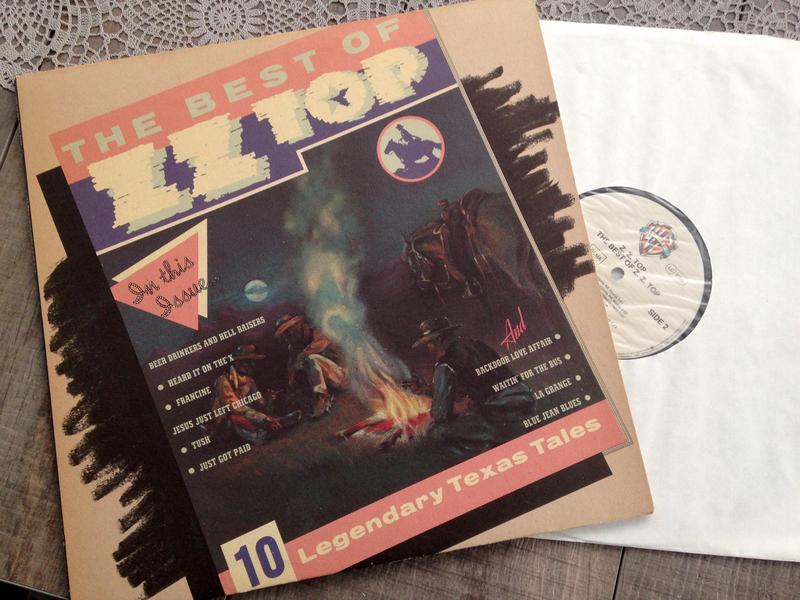 THE BEST OF
ZZ TOP
In this
Issue...
BEER DRINKERS AND HELL RAISERS
• HEARD IT ON THE X
• FRANCINE
JESUS JUST LEFT CHICAGO
• TUSH
• JUST GOT PAID
And
BACKDOOR LOVE AFFAIR •
WAITIN' FOR THE BUS •
LA GRANGE •
BLUE JEAN BLUES •
10 Legendary Texas Tales
Z. Z. TOP
THE BEST OF Z. Z. TOP
SIDE 2